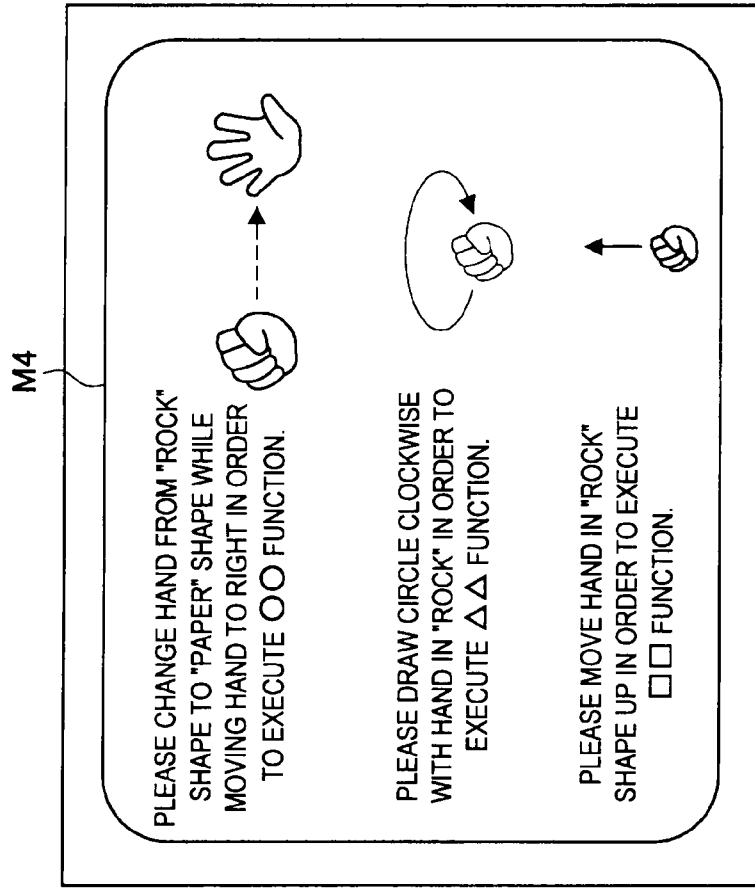 M4
PLEASE CHANGE HAND FROM "ROCK"
SHAPE TO "PAPER" SHAPE WHILE
MOVING HAND TO RIGHT IN ORDER
TO EXECUTE ○○ FUNCTION.
PLEASE DRAW CIRCLE CLOCKWISE
WITH HAND IN "ROCK" IN ORDER TO
EXECUTE △△ FUNCTION.
PLEASE MOVE HAND IN "ROCK"
SHAPE UP IN ORDER TO EXECUTE
□□ FUNCTION.